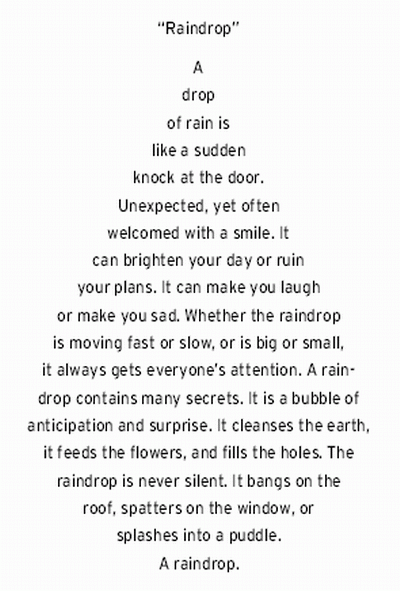 “Raindrop”
A
drop
of rain is
like a sudden
knock at the door.
Unexpected, yet often
welcomed with a smile. It
can brighten your day or ruin
your plans. It can make you laugh
or make you sad. Whether the raindrop
is moving fast or slow, or is big or small,
it always gets everyone’s attention. A rain-
drop contains many secrets. It is a bubble of
anticipation and surprise. It cleanses the earth,
it feeds the flowers, and fills the holes. The
raindrop is never silent. It bangs on the
roof, spatters on the window, or
splashes into a puddle.
A raindrop.